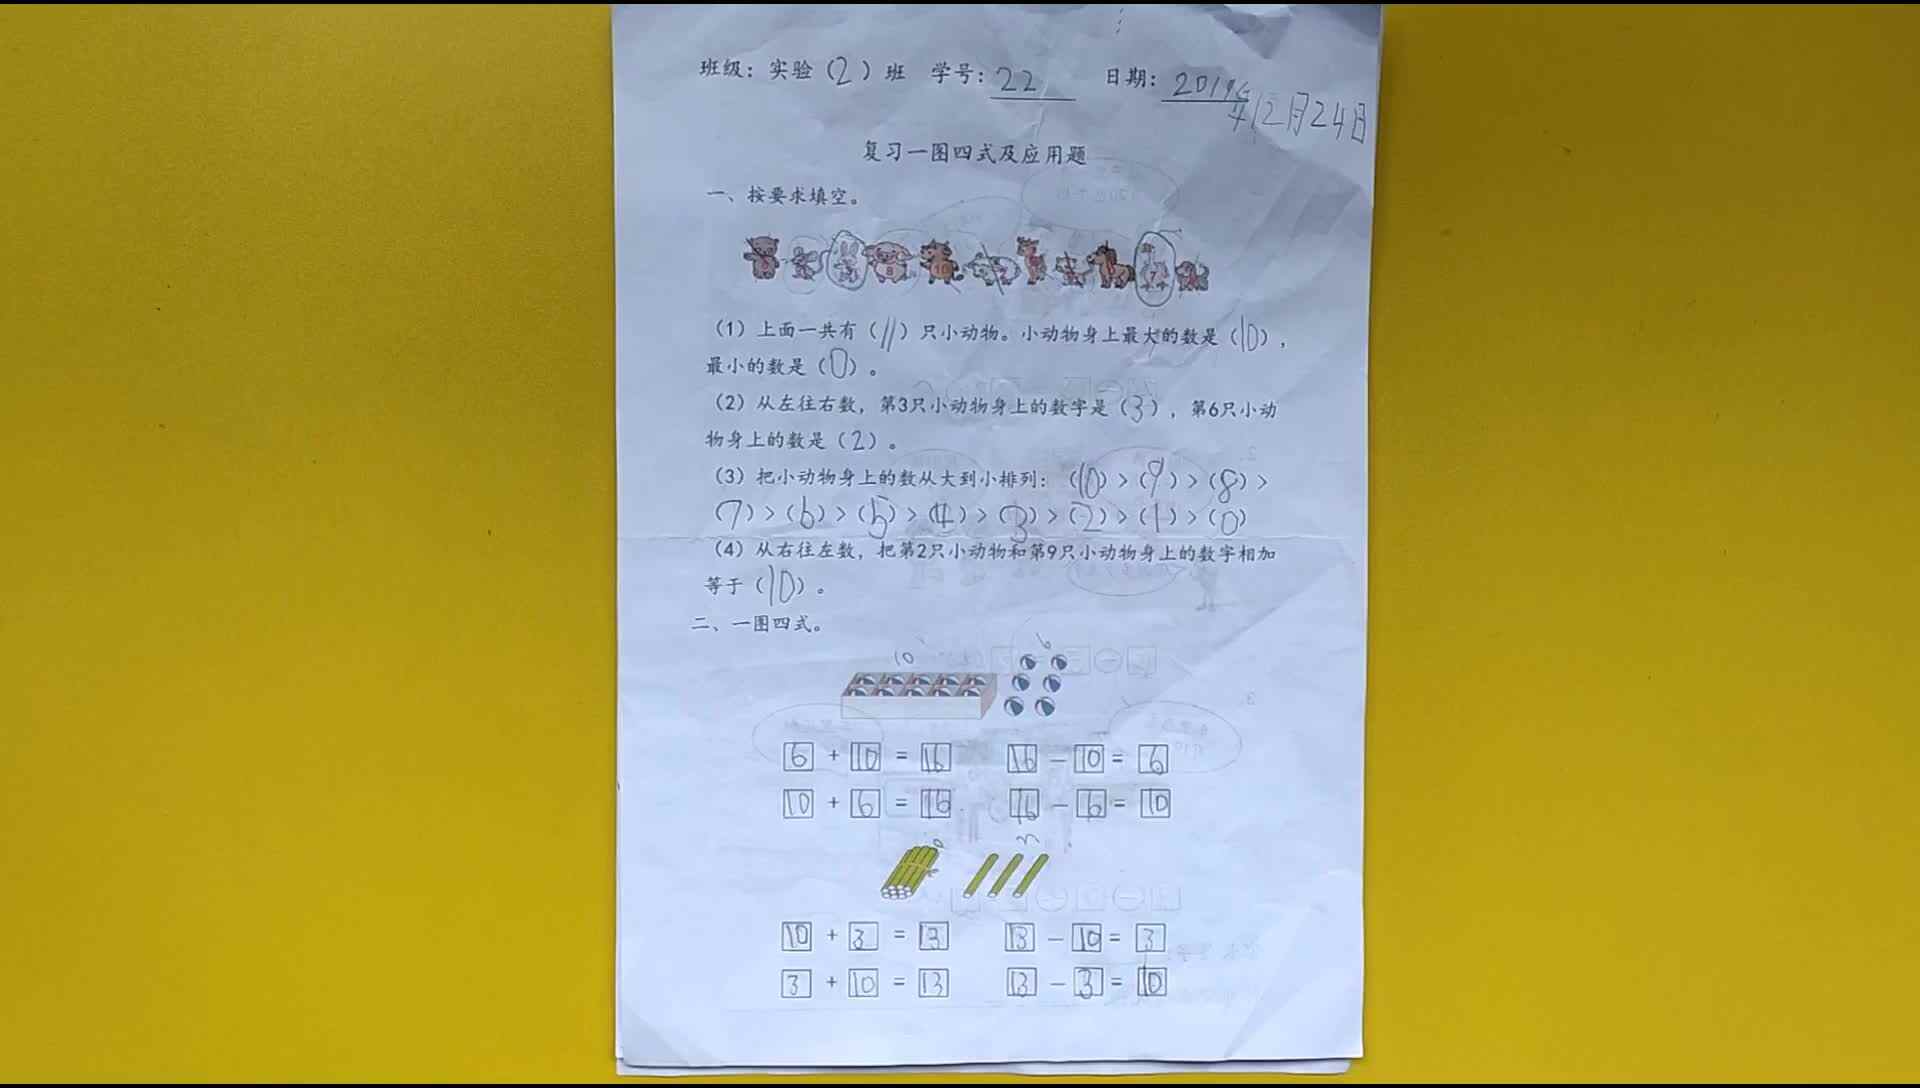 班级：实验（2）班 学号：22 日期：2019年12月24日
复习一图四式及应用题
一、按要求填空。
8 10 2 7
（1）上面一共有（11）只小动物。小动物身上最大的数是（10），
最小的数是（0）。
（2）从左往右数，第3只小动物身上的数字是（3），第6只小动
物身上的数是（2）。
（3）把小动物身上的数从大到小排列：（10）>（9）>（8）>
（7）>（6）>（5）>（4）>（3）>（2）>（1）>（0）
（4）从右往左数，把第2只小动物和第9只小动物身上的数字相加
等于（10）。
二、一图四式。
10 6
6 + 10 = 16 16 − 10 = 6
10 + 6 = 16 16 − 6 = 10
3
10 + 3 = 13 13 − 10 = 3
3 + 10 = 13 13 − 3 = 10